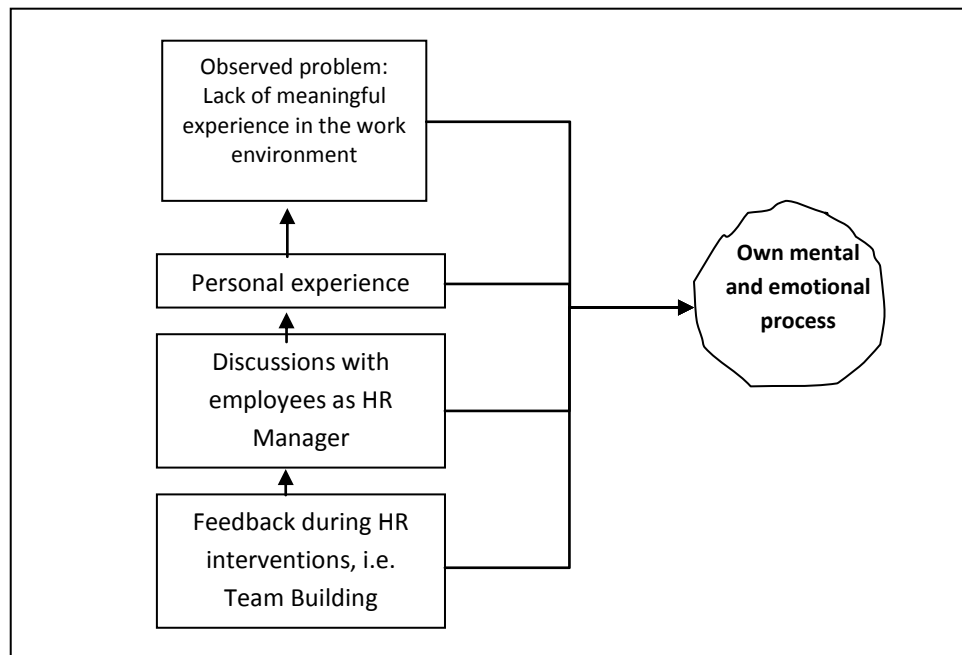 Observed problem:
Lack of meaningful
experience in the work
environment
Personal experience
Discussions with
employees as HR
Manager
Feedback during HR
interventions, i.e.
Team Building
Own mental
and emotional
process